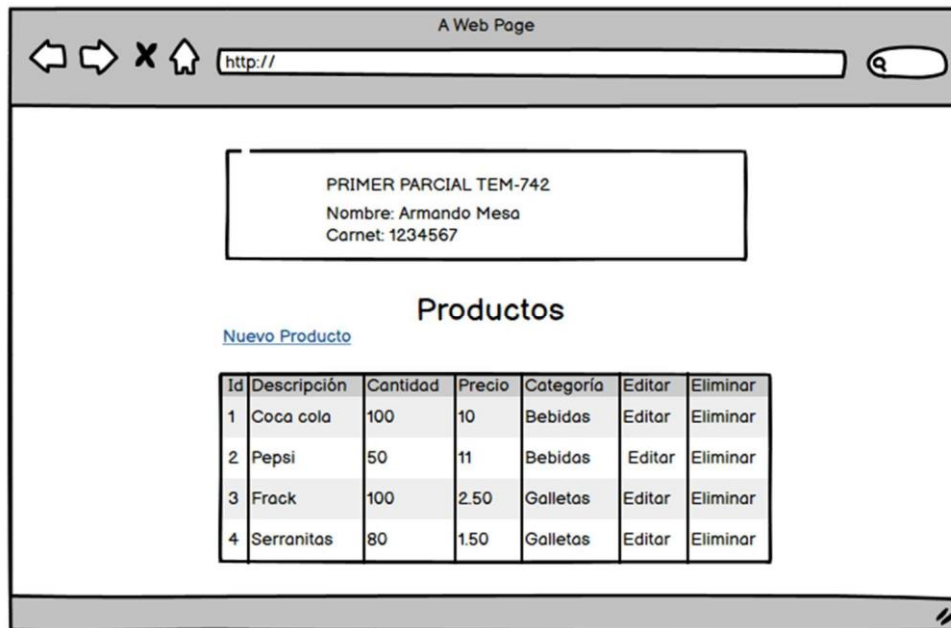 A Web Page
http://
PRIMER PARCIAL TEM-742
Nombre: Armando Mesa
Carnet: 1234567
Productos
Nuevo Producto
Id Descripción Cantidad Precio Categoría Editar Eliminar
1 Coca cola 100 10 Bebidas Editar Eliminar
2 Pepsi 50 11 Bebidas Editar Eliminar
3 Frack 100 2.50 Galletas Editar Eliminar
4 Serranitas 80 1.50 Galletas Editar Eliminar